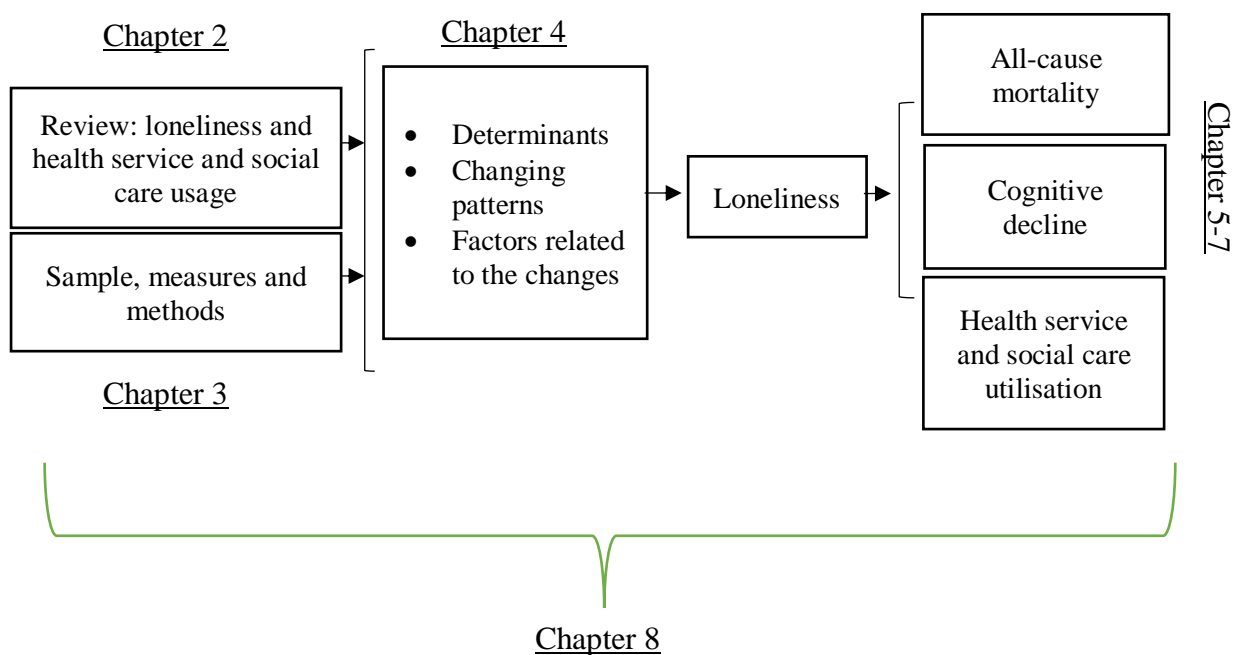 Chapter 2
Review: loneliness and
health service and social
care usage
Sample, measures and
methods
Chapter 3
Chapter 4
• Determinants
• Changing
patterns
• Factors related
to the changes
Loneliness
All-cause
mortality
Cognitive
decline
Health service
and social care
utilisation
Chapter 5-7
Chapter 8